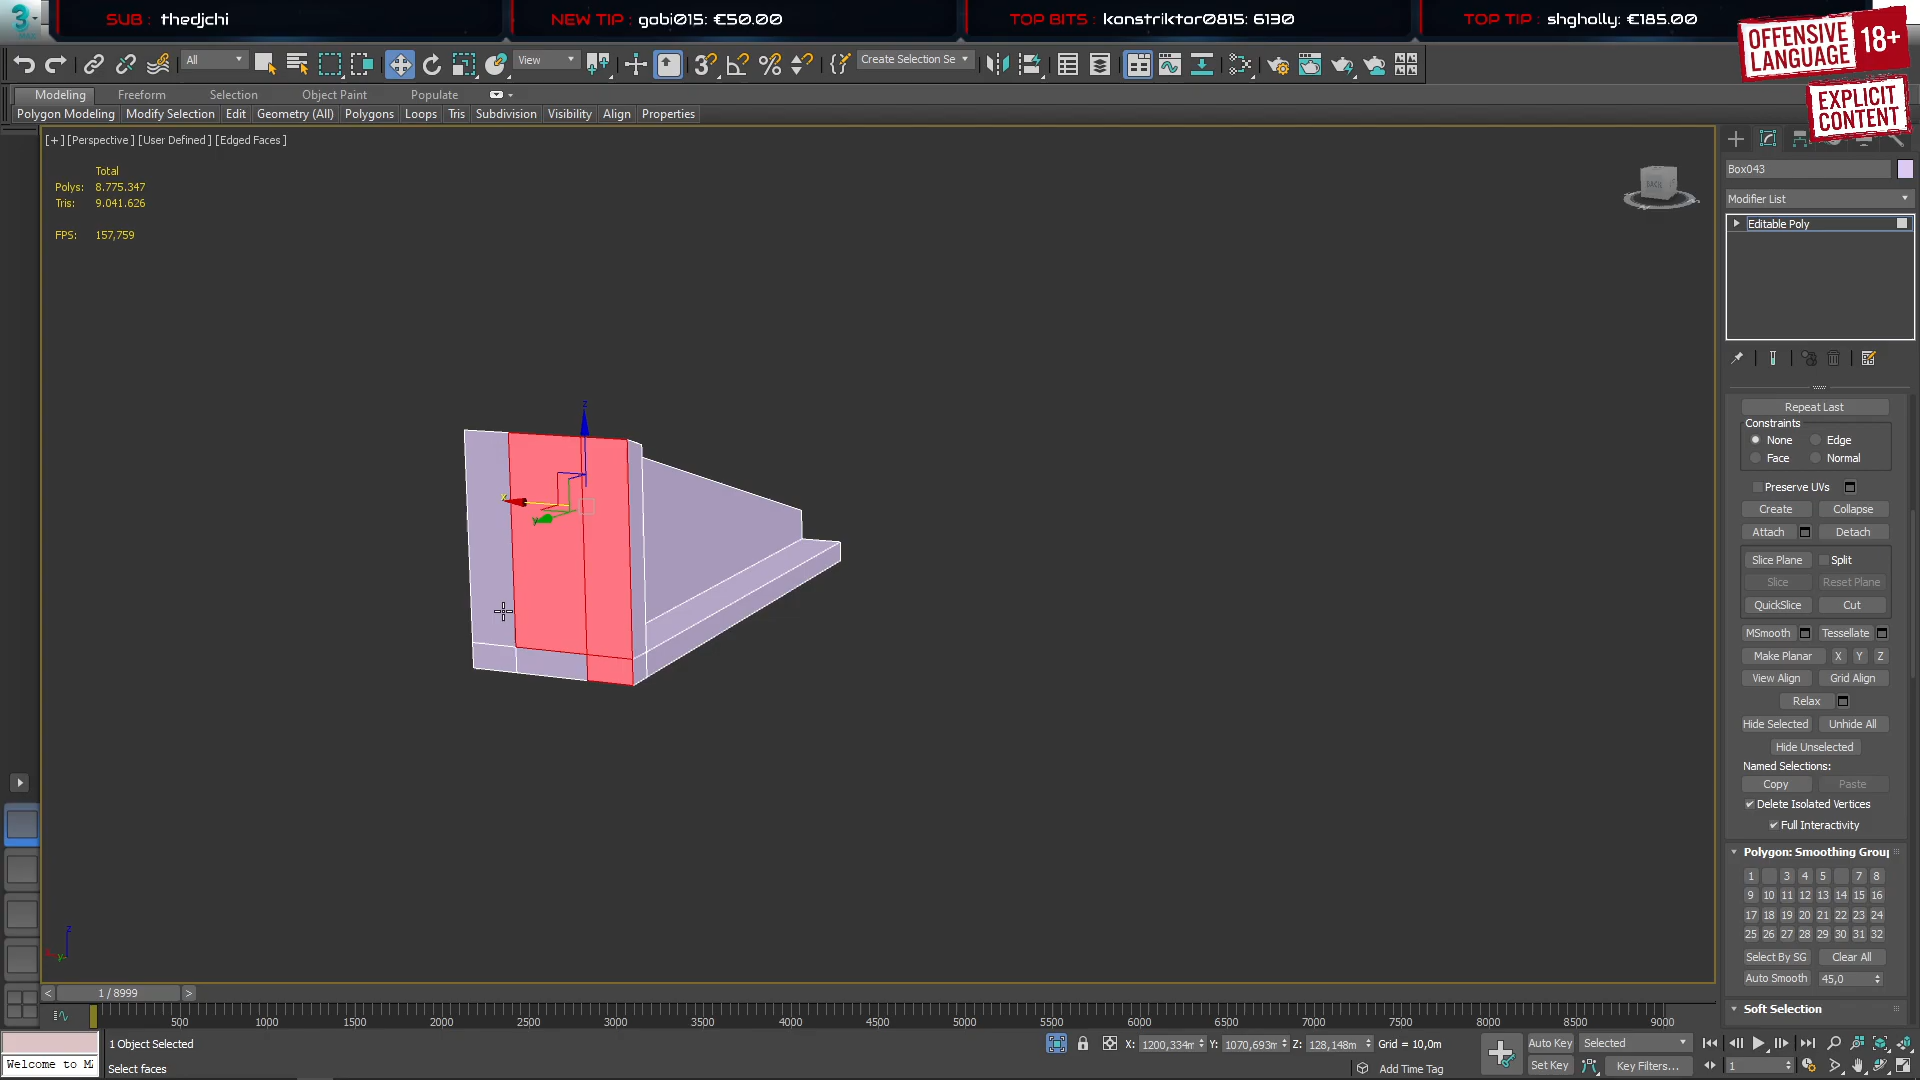 SUB : thedjchi
NEW TIP : gabi015: €50.00
TOP BITS : konstriktor0815: 6130
TOP TIP : shgholly: €185.00
OFFENSIVE LANGUAGE 18+
EXPLICIT CONTENT
All
View
Create Selection Se
Modeling
Freeform
Selection
Object Paint
Populate
Polygon Modeling
Modify Selection
Edit
Geometry (All)
Polygons
Loops
Tris
Subdivision
Visibility
Align
Properties
[+] [Perspective ] [User Defined ] [Edged Faces ]
Total
Polys: 8.775.347
Tris: 9.041.626
FPS: 157,759
z
x
y
Box043
Modifier List
Editable Poly
Repeat Last
Constraints
None
Edge
Face
Normal
Preserve UVs
Create
Collapse
Attach
Detach
Slice Plane
Split
Slice
Reset Plane
QuickSlice
Cut
MSmooth
Tessellate
Make Planar
X
Y
Z
View Align
Grid Align
Relax
Hide Selected
Unhide All
Hide Unselected
Named Selections:
Copy
Paste
Delete Isolated Vertices
Full Interactivity
Polygon: Smoothing Group
1 3 4 5 7 8
9 10 11 12 13 14 15 16
17 18 19 20 21 22 23 24
25 26 27 28 29 30 31 32
Select By SG
Clear All
Auto Smooth
45,0
Soft Selection
1 / 8999
500 1000 1500 2000 2500 3000 3500 4000 4500 5000 5500 6000 6500 7000 7500 8000 8500 9000
1 Object Selected
Welcome to M
Select faces
X: 1200,334m
Y: 1070,693m
Z: 128,148m
Grid = 10,0m
Add Time Tag
Auto Key
Selected
Set Key
Key Filters...
1